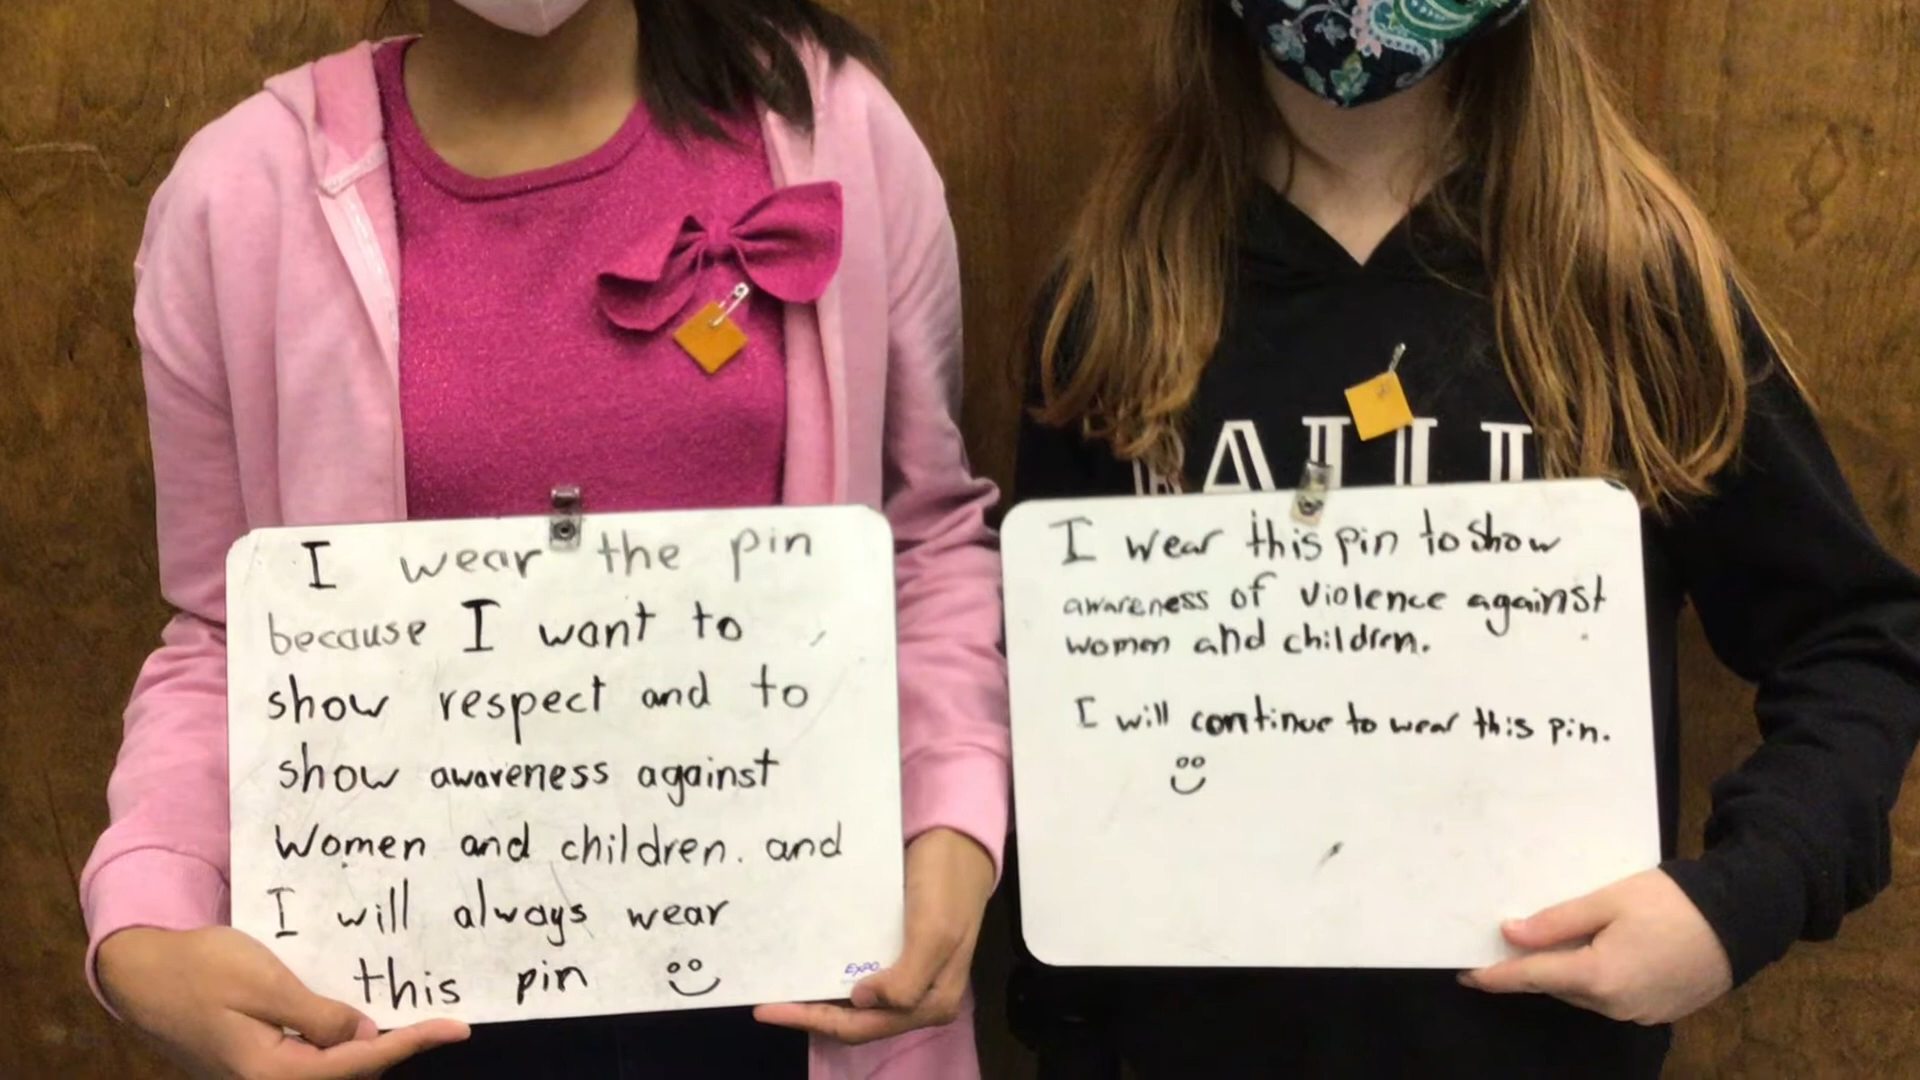 I wear the pin
because I want to
show respect and to
show awareness against
Women and children. and
I will always wear
this pin
EXPO
I wear this pin to show
awareness of violence against
women and children.
I will continue to wear this pin.